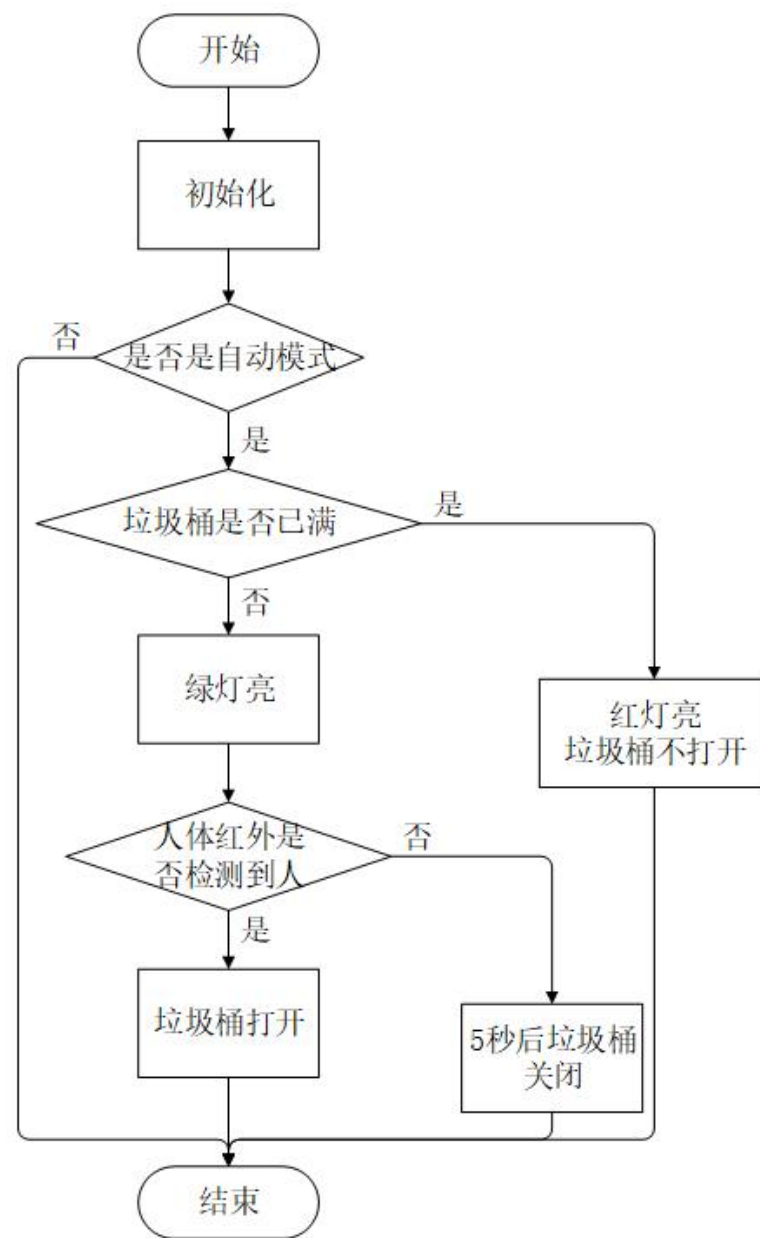 开始
初始化
否
是否是自动模式
是
垃圾桶是否已满
是
否
绿灯亮
红灯亮
垃圾桶不打开
人体红外是
否检测到人
否
是
垃圾桶打开
5秒后垃圾桶
关闭
结束